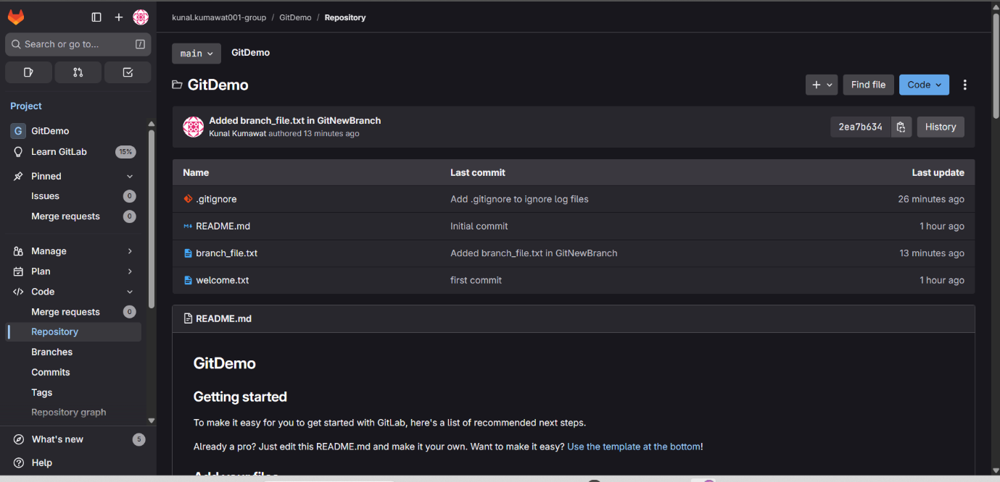 kunal.kumawat001-group / GitDemo / Repository
Search or go to... /
Project
G GitDemo
Learn GitLab 15%
Pinned
Issues 0
Merge requests 0
Manage
Plan
Code
Merge requests 0
Repository
Branches
Commits
Tags
Repository graph
What's new 5
Help
main GitDemo
GitDemo
+ Find file Code
Added branch_file.txt in GitNewBranch
Kunal Kumawat authored 13 minutes ago
2ea7b634 History
Name Last commit Last update
.gitignore Add .gitignore to ignore log files 26 minutes ago
README.md Initial commit 1 hour ago
branch_file.txt Added branch_file.txt in GitNewBranch 13 minutes ago
welcome.txt first commit 1 hour ago
README.md
GitDemo
Getting started
To make it easy for you to get started with GitLab, here's a list of recommended next steps.
Already a pro? Just edit this README.md and make it your own. Want to make it easy? Use the template at the bottom!
Add your files